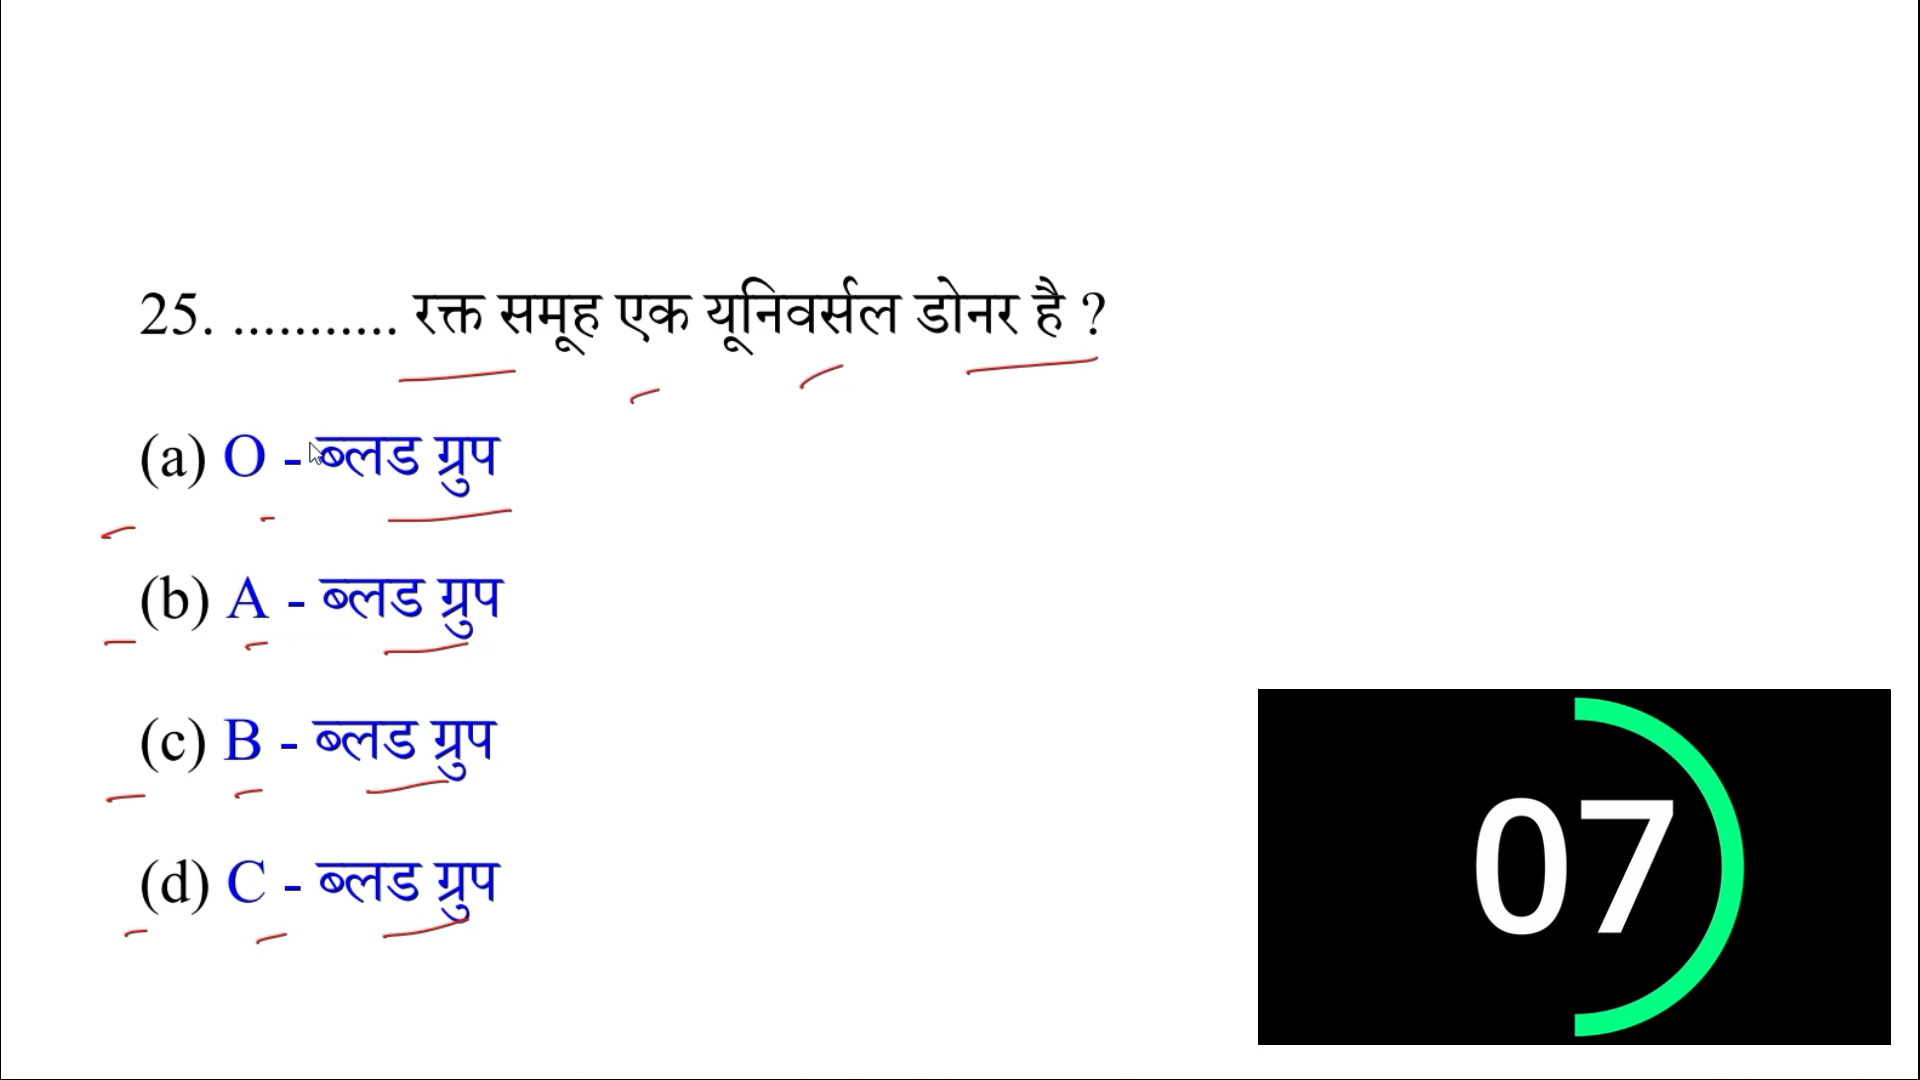 25. ........... रक्त समूह एक यूनिवर्सल डोनर है ?
(a) O - ब्लड ग्रुप
(b) A - ब्लड ग्रुप
(c) B - ब्लड ग्रुप
(d) C - ब्लड ग्रुप
07